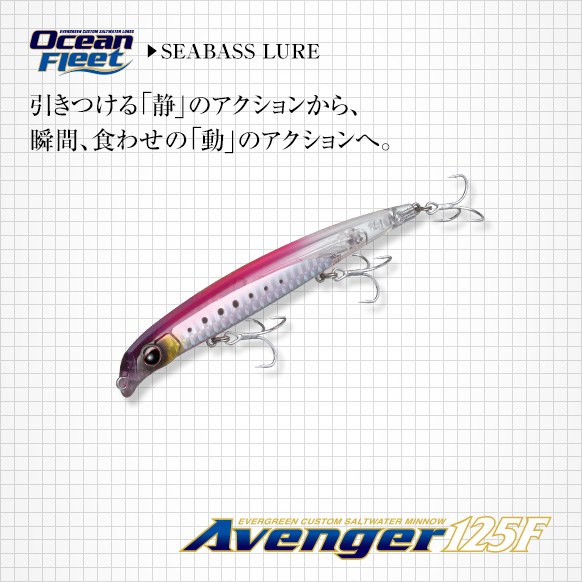 EVERGREEN CUSTOM SALTWATER LURES
Ocean
Fleet
SEABASS LURE
引きつける「静」のアクションから、
瞬間、食わせの「動」のアクションへ。
EVERGREEN CUSTOM SALTWATER MINNOW
Avenger 125F